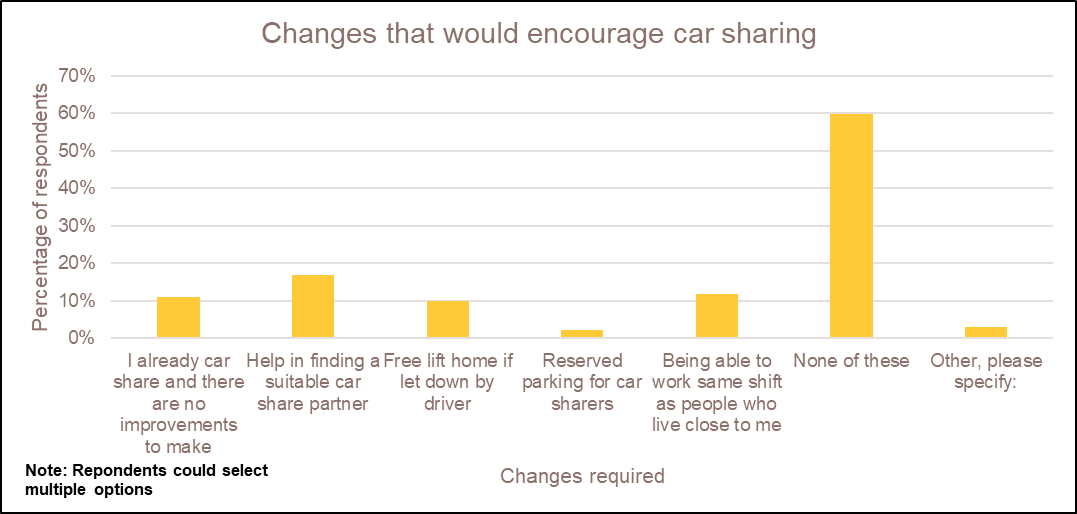 Changes that would encourage car sharing
Percentage of respondents
70%
60%
50%
40%
30%
20%
10%
0%
I already car
share and there
are no
improvements
to make
Help in finding a
suitable car
share partner
Free lift home if
let down by
driver
Reserved
parking for car
sharers
Being able to
work same shift
as people who
live close to me
None of these
Other, please
specify:
Note: Repondents could select
multiple options
Changes required